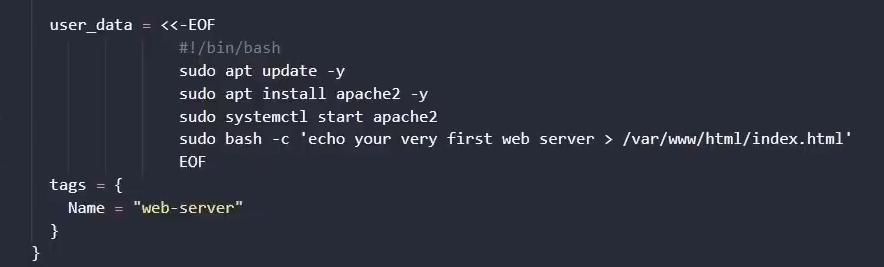 user_data = <<-EOF
#!/bin/bash
sudo apt update -y
sudo apt install apache2 -y
sudo systemctl start apache2
sudo bash -c 'echo your very first web server > /var/www/html/index.html'
EOF
tags = {
Name = "web-server"
}
}